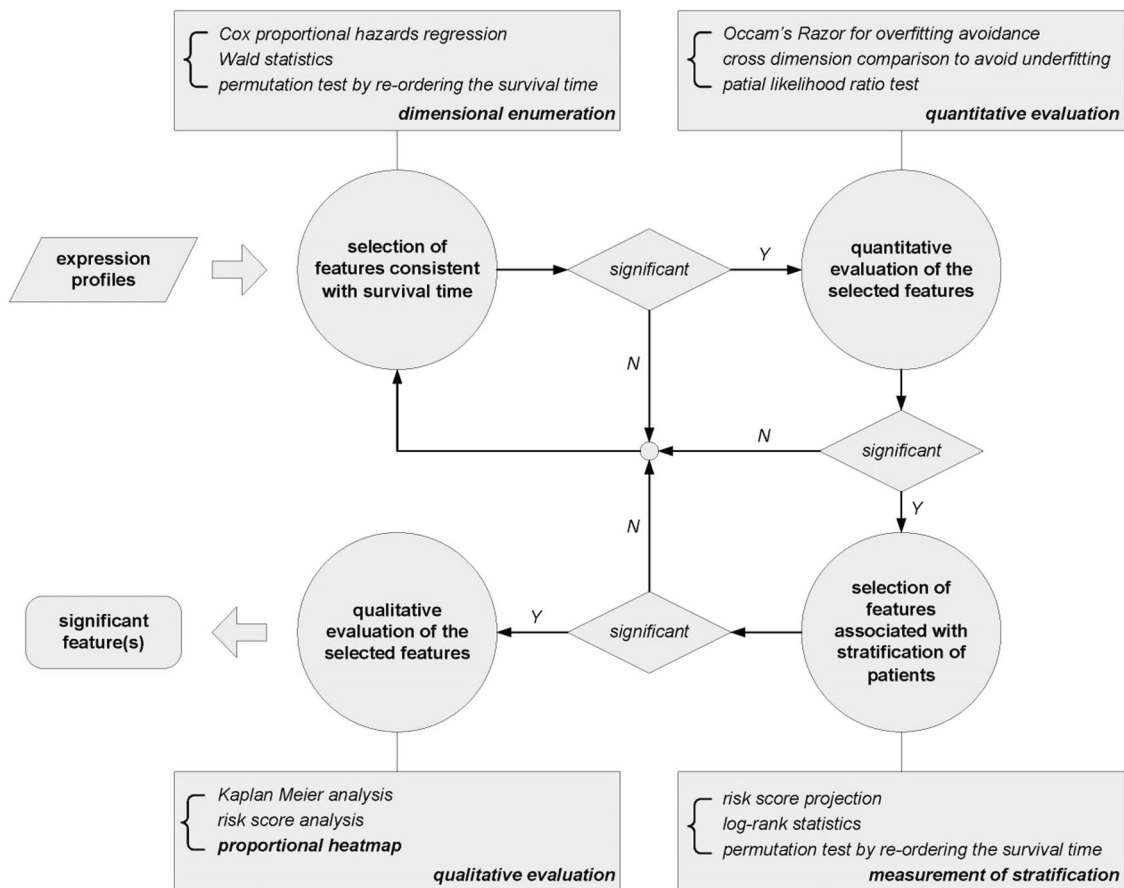 Cox proportional hazards regression
Wald statistics
permutation test by re-ordering the survival time
dimensional enumeration
Occam's Razor for overfitting avoidance
cross dimension comparison to avoid underfitting
patial likelihood ratio test
quantitative evaluation
expression
profiles
selection of
features consistent
with survival time
significant
Y
quantitative
evaluation of the
selected features
N
N
significant
Y
N
significant
feature(s)
qualitative
evaluation of the
selected features
Y
significant
selection of
features
associated with
stratification of
patients
Kaplan Meier analysis
risk score analysis
proportional heatmap
qualitative evaluation
risk score projection
log-rank statistics
permutation test by re-ordering the survival time
measurement of stratification